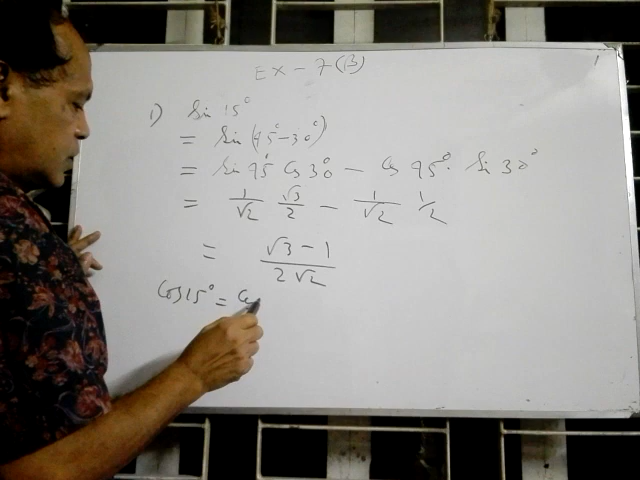 Ex - 7(B)
1) Sin 15°
= Sin (45° - 30°)
= Sin 45° Cos 30° - Cos 45°. Sin 30°
= 1/√2 √3/2 - 1/√2 1/2
= √3 - 1 / 2√2
Cos 15° = Cos